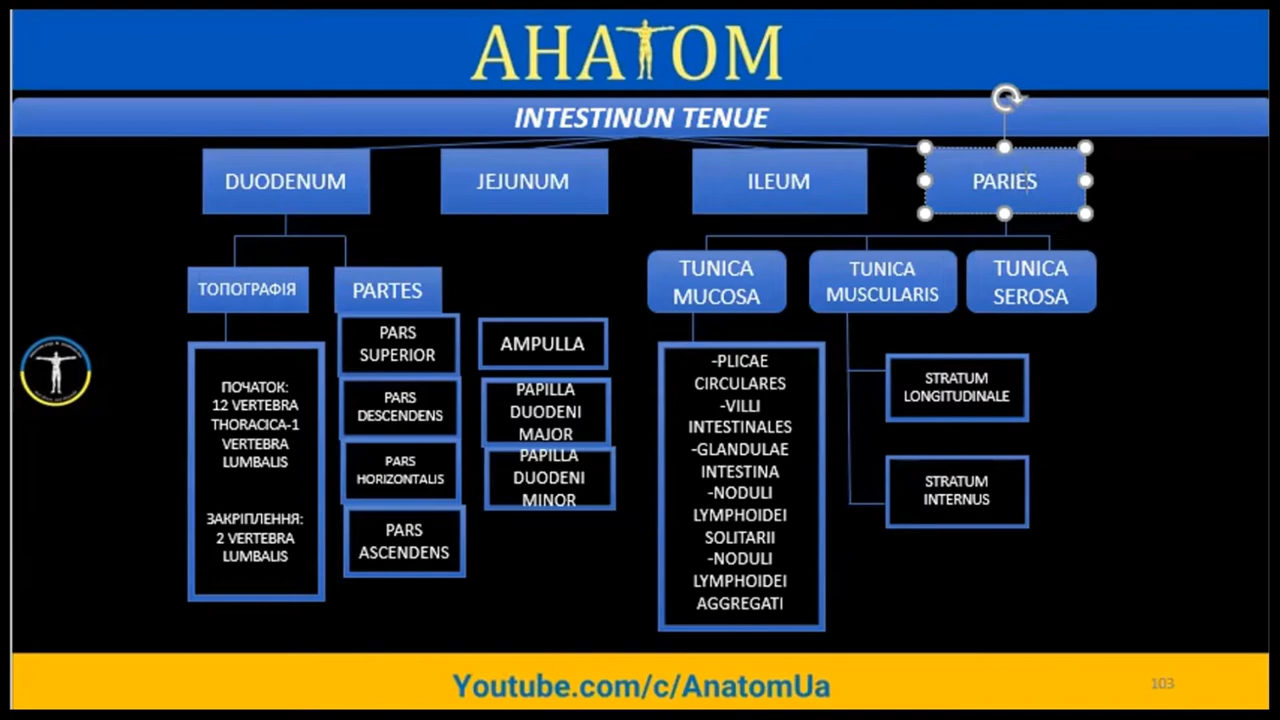 АНАТОМ
INTESTINUN TENUE
DUODENUM
JEJUNUM
ILEUM
PARIES
ТОПОГРАФІЯ
PARTES
TUNICA
MUCOSA
TUNICA
MUSCULARIS
TUNICA
SEROSA
ПОЧАТОК:
12 VERTEBRA
THORACICA-1
VERTEBRA
LUMBALIS
ЗАКРІПЛЕННЯ:
2 VERTEBRA
LUMBALIS
PARS
SUPERIOR
PARS
DESCENDENS
PARS
HORIZONTALIS
PARS
ASCENDENS
AMPULLA
PAPILLA
DUODENI
MAJOR
PAPILLA
DUODENI
MINOR
-PLICAE
CIRCULARES
-VILLI
INTESTINALES
-GLANDULAE
INTESTINA
-NODULI
LYMPHOIDEI
SOLITARII
-NODULI
LYMPHOIDEI
AGGREGATI
STRATUM
LONGITUDINALE
STRATUM
INTERNUS
Youtube.com/c/AnatomUa
103